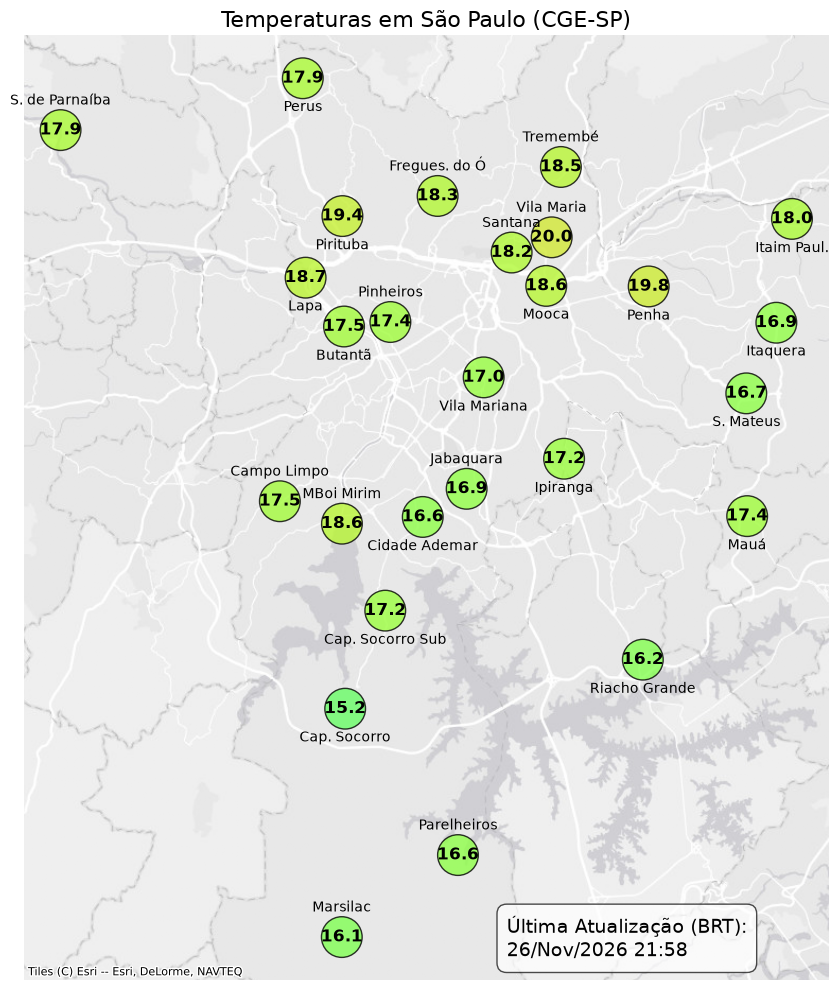 Temperaturas em São Paulo (CGE-SP)
17.9
Perus
S. de Parnaíba
17.9
Tremembé
18.5
Fregues. do Ó
18.3
19.4
Pirituba
Vila Maria
20.0
Santana
18.2
18.0
Itaim Paul.
18.7
Lapa
18.6
Mooca
19.8
Penha
Pinheiros
17.4
17.5
Butantã
16.9
Itaquera
17.0
Vila Mariana
16.7
S. Mateus
17.2
Ipiranga
Jabaquara
16.9
Campo Limpo
17.5
MBoi Mirim
18.6
16.6
Cidade Ademar
17.4
Mauá
17.2
Cap. Socorro Sub
16.2
Riacho Grande
15.2
Cap. Socorro
Parelheiros
16.6
Marsilac
16.1
Última Atualização (BRT):
26/Nov/2026 21:58
Tiles (C) Esri -- Esri, DeLorme, NAVTEQ